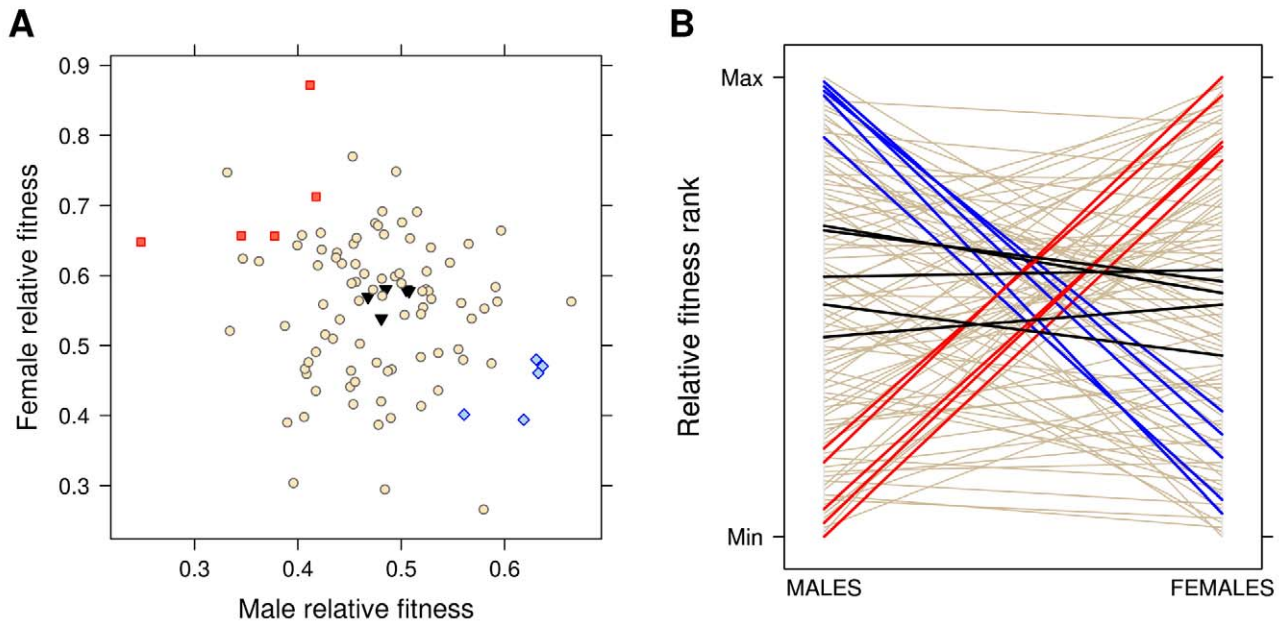 A
Female relative fitness
0.9
0.8
0.7
0.6
0.5
0.4
0.3
0.3 0.4 0.5 0.6
Male relative fitness
B
Relative fitness rank
Max
Min
MALES FEMALES